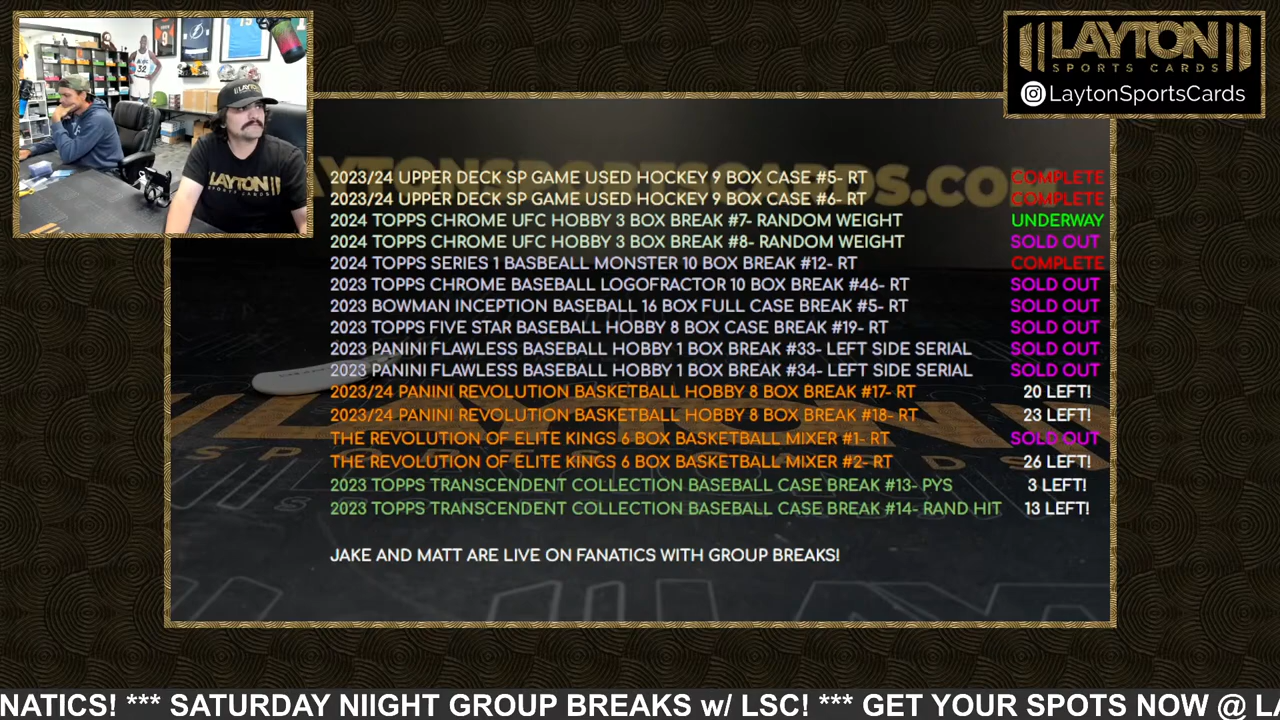 LAYTON
SPORTS CARDS
LaytonSportsCards
2023/24 UPPER DECK SP GAME USED HOCKEY 9 BOX CASE #5- RT COMPLETE
2023/24 UPPER DECK SP GAME USED HOCKEY 9 BOX CASE #6- RT COMPLETE
2024 TOPPS CHROME UFC HOBBY 3 BOX BREAK #7- RANDOM WEIGHT UNDERWAY
2024 TOPPS CHROME UFC HOBBY 3 BOX BREAK #8- RANDOM WEIGHT SOLD OUT
2024 TOPPS SERIES 1 BASBEALL MONSTER 10 BOX BREAK #12- RT COMPLETE
2023 TOPPS CHROME BASEBALL LOGOFRACTOR 10 BOX BREAK #46- RT SOLD OUT
2023 BOWMAN INCEPTION BASEBALL 16 BOX FULL CASE BREAK #5- RT SOLD OUT
2023 TOPPS FIVE STAR BASEBALL HOBBY 8 BOX CASE BREAK #19- RT SOLD OUT
2023 PANINI FLAWLESS BASEBALL HOBBY 1 BOX BREAK #33- LEFT SIDE SERIAL SOLD OUT
2023 PANINI FLAWLESS BASEBALL HOBBY 1 BOX BREAK #34- LEFT SIDE SERIAL SOLD OUT
2023/24 PANINI REVOLUTION BASKETBALL HOBBY 8 BOX BREAK #17- RT 20 LEFT!
2023/24 PANINI REVOLUTION BASKETBALL HOBBY 8 BOX BREAK #18- RT 23 LEFT!
THE REVOLUTION OF ELITE KINGS 6 BOX BASKETBALL MIXER #1- RT SOLD OUT
THE REVOLUTION OF ELITE KINGS 6 BOX BASKETBALL MIXER #2- RT 26 LEFT!
2023 TOPPS TRANSCENDENT COLLECTION BASEBALL CASE BREAK #13- PYS 3 LEFT!
2023 TOPPS TRANSCENDENT COLLECTION BASEBALL CASE BREAK #14- RAND HIT 13 LEFT!
JAKE AND MATT ARE LIVE ON FANATICS WITH GROUP BREAKS!
NATICS! *** SATURDAY NIIGHT GROUP BREAKS w/ LSC! *** GET YOUR SPOTS NOW @ LA